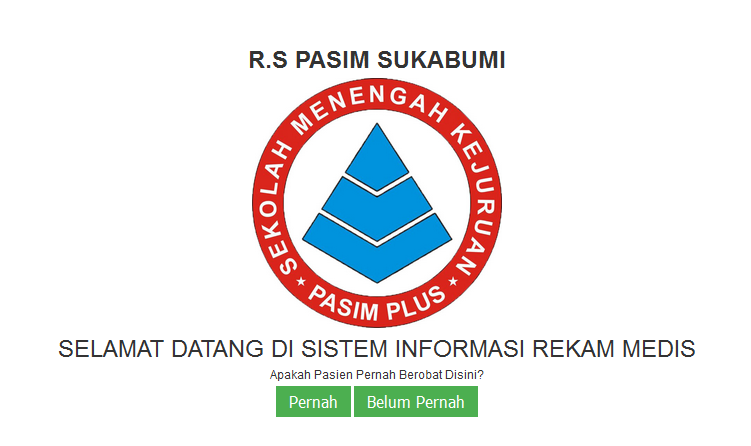 R.S PASIM SUKABUMI
SEKOLAH MENENGAH KEJURUAN
PASIM PLUS
SELAMAT DATANG DI SISTEM INFORMASI REKAM MEDIS
Apakah Pasien Pernah Berobat Disini?
Pernah
Belum Pernah